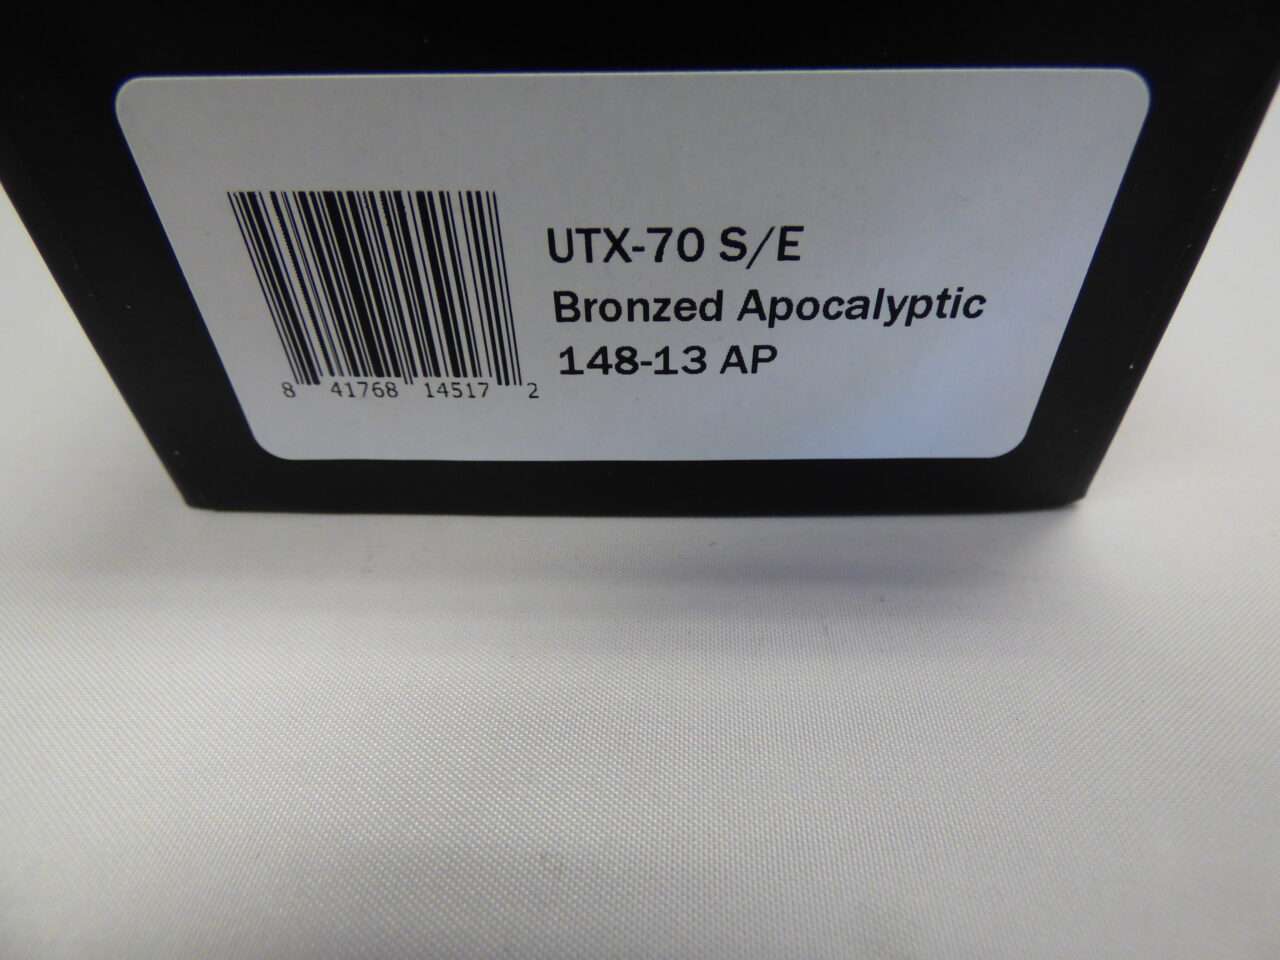 UTX-70 S/E
Bronzed Apocalyptic
148-13 AP
8 41768 14517 2